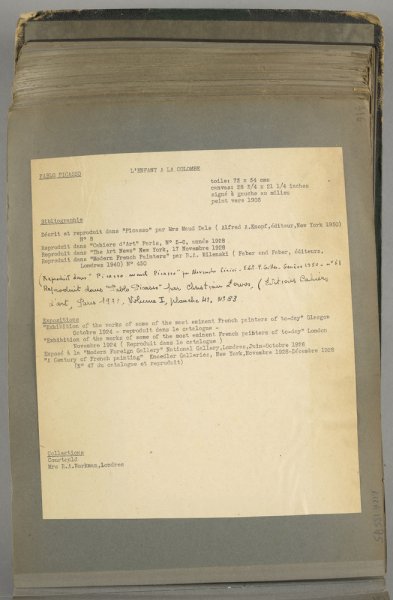 PABLO PICASSO
L'ENFANT A LA COLOMBE
toile: 73 x 54 cms
canvas: 28 3/4 x 21 1/4 inches
signé à gauche au milieu
peint vers 1905
Bibliographie
Décrit et reproduit dans "Picasso" par Mrs Maud Dale ( Alfred A.Knopf,éditeur,New York 1930)
N° 8
Reproduit dans "Cahiers d'Art" Paris, N° 5-6, année 1928
Reproduit dans "The Art News" New York, 17 Novembre 1928
Reproduit dans "Modern French Painters" par R.H. Wilenski ( Faber and Faber, éditeurs,
Londres 1940) N° 45C
(Reproduit dans "Picasso
Reproduit dans "Pablo Picasso" par Christian Zervos, ( Editions Cahiers
d'art, Paris 1932, Volume I, planche
Expositions
"Exhibition of the works of some of the most eminent French painters of to-day" Glasgow
Octobre 1924 - reproduit dans le catalogue -
"Exhibition of the works of some of the most eminent French painters of to-day" London
Novembre 1924 ( Reproduit dans le catalogue )
Exposé à la "Modern Foreign Gallery" National Gallery,Londres,Juin-Octobre 1926
"A Century of French painting" Knoedler Galleries, New York,Novembre 1928-Décembre 1928
(N° 47 du catalogue et reproduit)
Collections
Courtauld
Mrs R.A.Workman,Londres